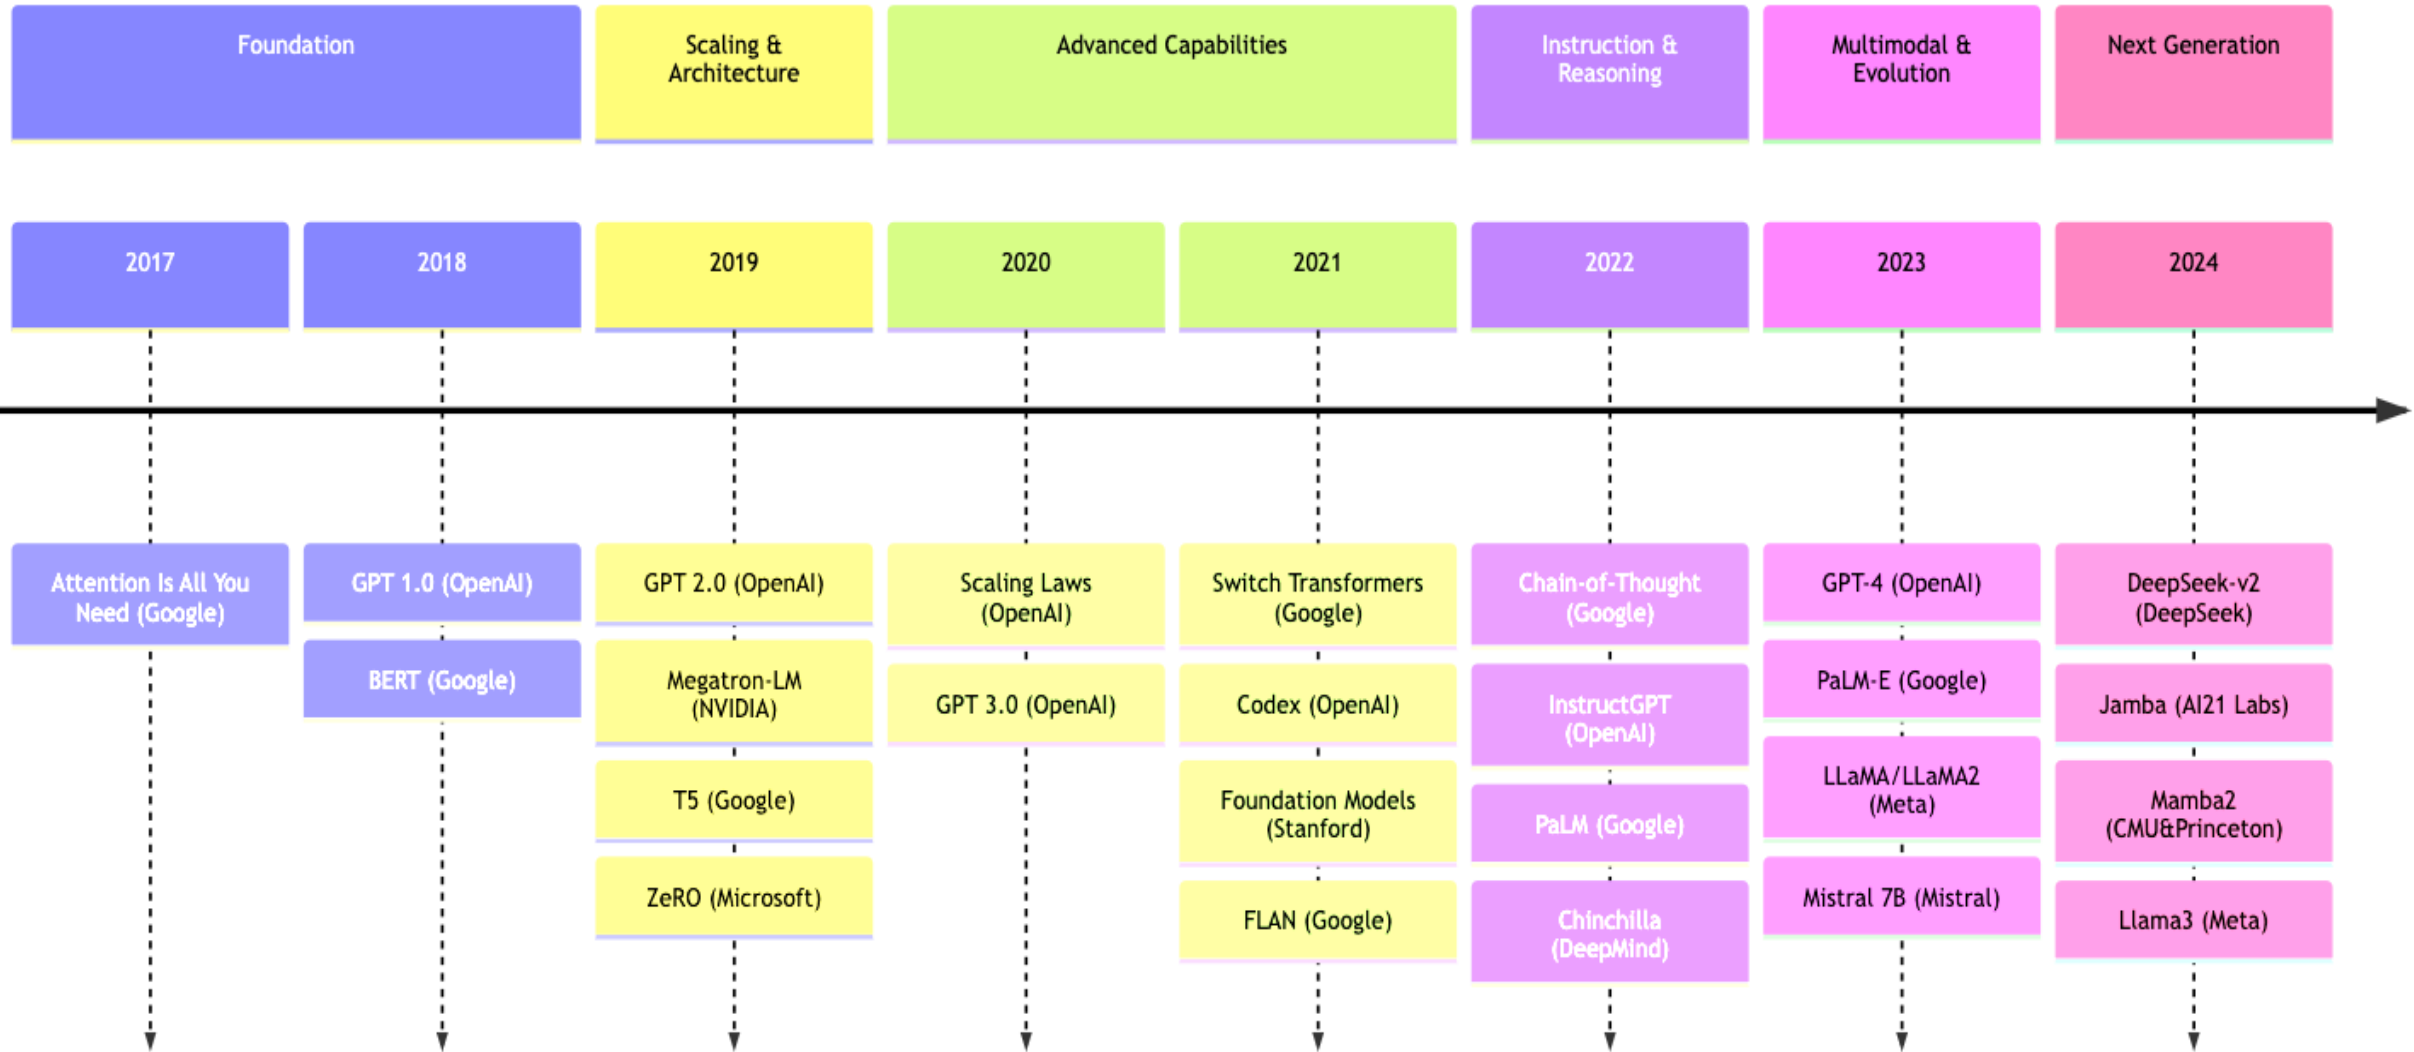 Foundation
Scaling &
Architecture
Advanced Capabilities
Instruction &
Reasoning
Multimodal &
Evolution
Next Generation
2017
2018
2019
2020
2021
2022
2023
2024
Attention Is All You
Need (Google)
GPT 1.0 (OpenAI)
BERT (Google)
GPT 2.0 (OpenAI)
Megatron-LM
(NVIDIA)
T5 (Google)
ZeRO (Microsoft)
Scaling Laws
(OpenAI)
GPT 3.0 (OpenAI)
Switch Transformers
(Google)
Codex (OpenAI)
Foundation Models
(Stanford)
FLAN (Google)
Chain-of-Thought
(Google)
InstructGPT
(OpenAI)
PaLM (Google)
Chinchilla
(DeepMind)
GPT-4 (OpenAI)
PaLM-E (Google)
LLaMA/LLaMA2
(Meta)
Mistral 7B (Mistral)
DeepSeek-v2
(DeepSeek)
Jamba (AI21 Labs)
Mamba2
(CMU&Princeton)
Llama3 (Meta)